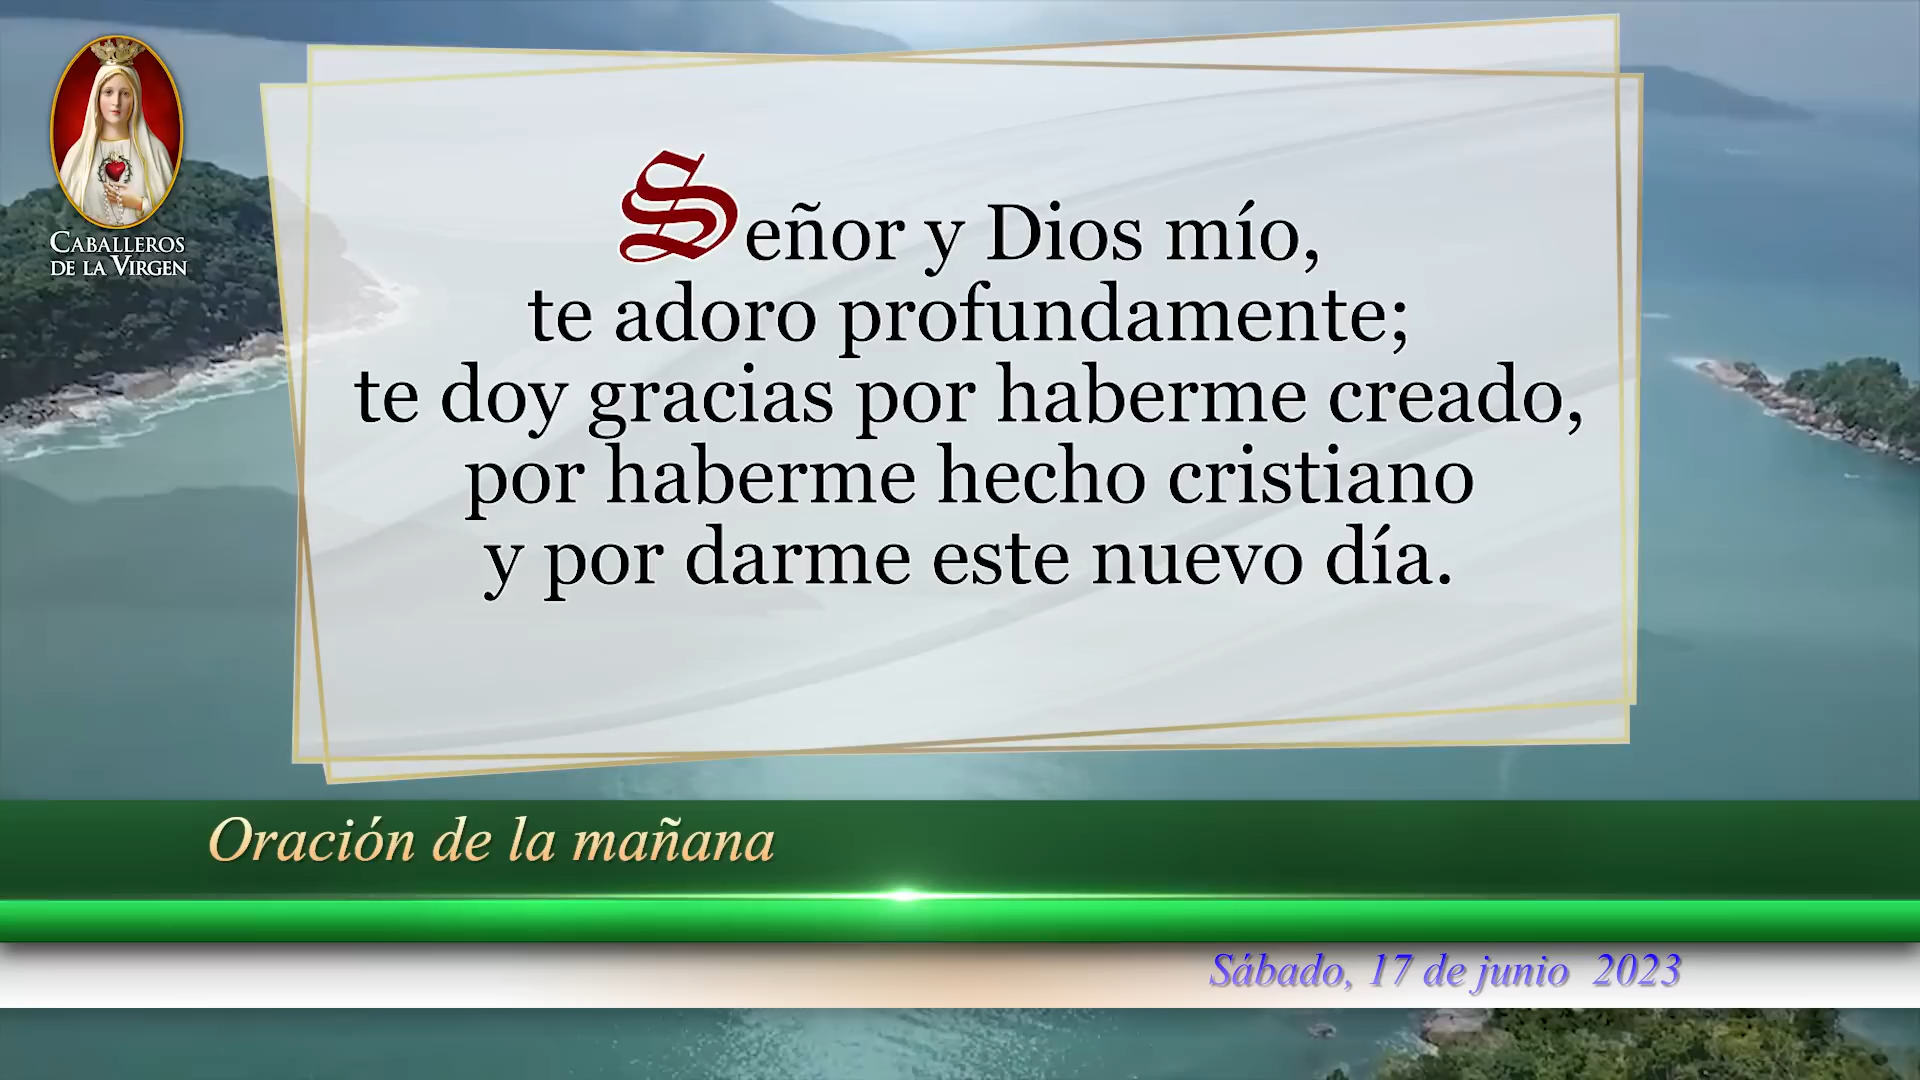 CABALLEROS
DE LA VIRGEN
Señor y Dios mío,
te adoro profundamente;
te doy gracias por haberme creado,
por haberme hecho cristiano
y por darme este nuevo día.
Oración de la mañana
Sábado, 17 de junio 2023